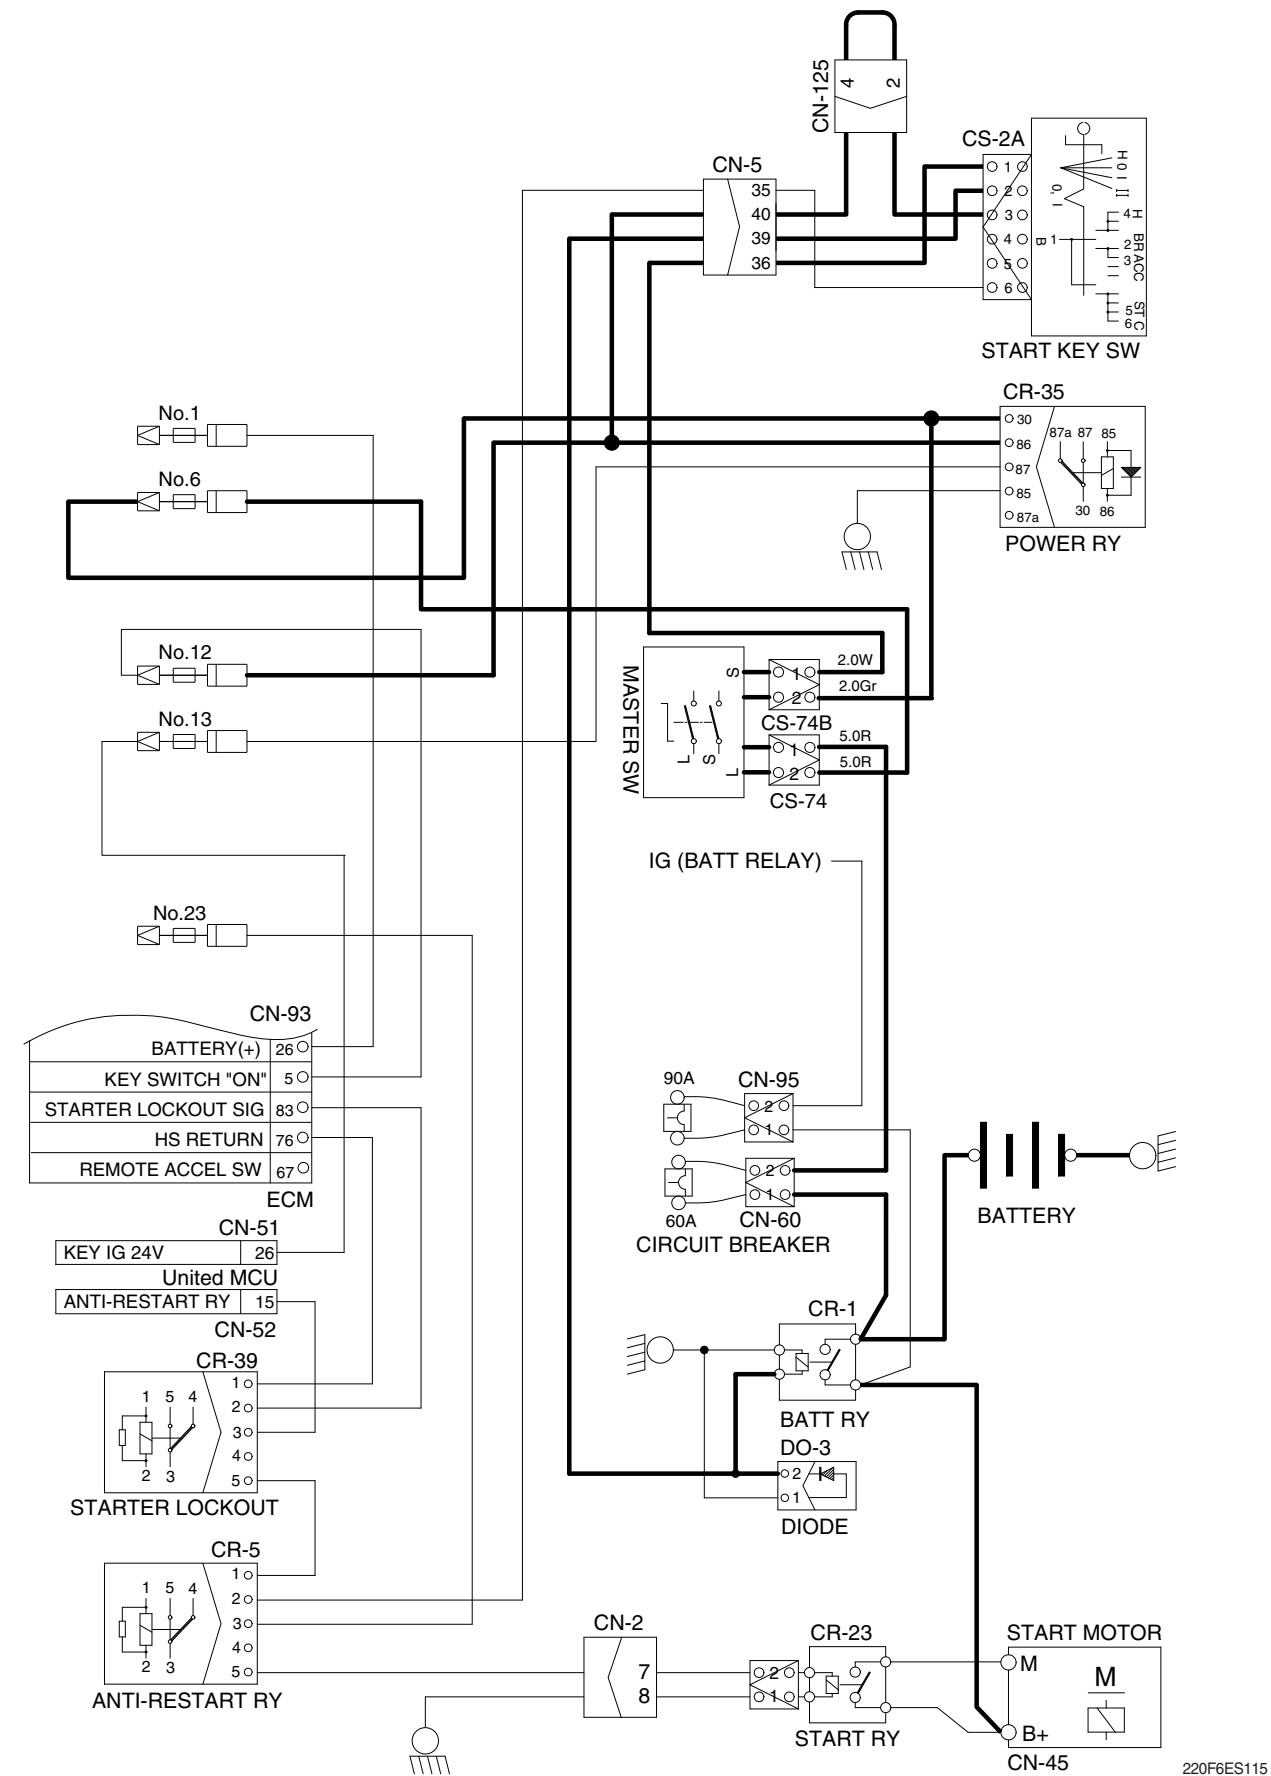 CN-125
4 2
CS-2A
CN-5
35
40
39
36
1
2
3
4
5
6
H O I II
0, I
H
4
B 1
BR
2
ACC
3
ST
5
C
6
START KEY SW
CR-35
30
86
87
85
87a
87a 87 85
30 86
POWER RY
No.1
No.6
No.12
No.13
No.23
MASTER SW
S
L
L S
1
2
2.0W
2.0Gr
CS-74B
1
2
5.0R
5.0R
CS-74
IG (BATT RELAY)
CN-93
BATTERY(+) 26
KEY SWITCH "ON" 5
STARTER LOCKOUT SIG 83
HS RETURN 76
REMOTE ACCEL SW 67
ECM
90A
CN-95
2
1
2
1
60A
CN-60
CIRCUIT BREAKER
BATTERY
CN-51
KEY IG 24V 26
United MCU
ANTI-RESTART RY 15
CN-52
CR-1
BATT RY
DO-3
2
1
DIODE
CR-39
1 5 4
2 3
1
2
3
4
5
STARTER LOCKOUT
CR-5
1 5 4
2 3
1
2
3
4
5
ANTI-RESTART RY
CN-2
7
8
2
1
CR-23
START RY
START MOTOR
M
M
B+
CN-45
220F6ES115